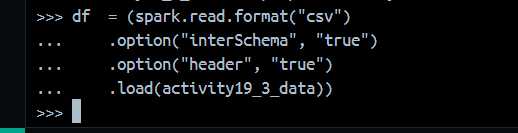 >>> df  = (spark.read.format("csv")
...     .option("interSchema", "true")
...     .option("header", "true")
...     .load(activity19_3_data))
>>>